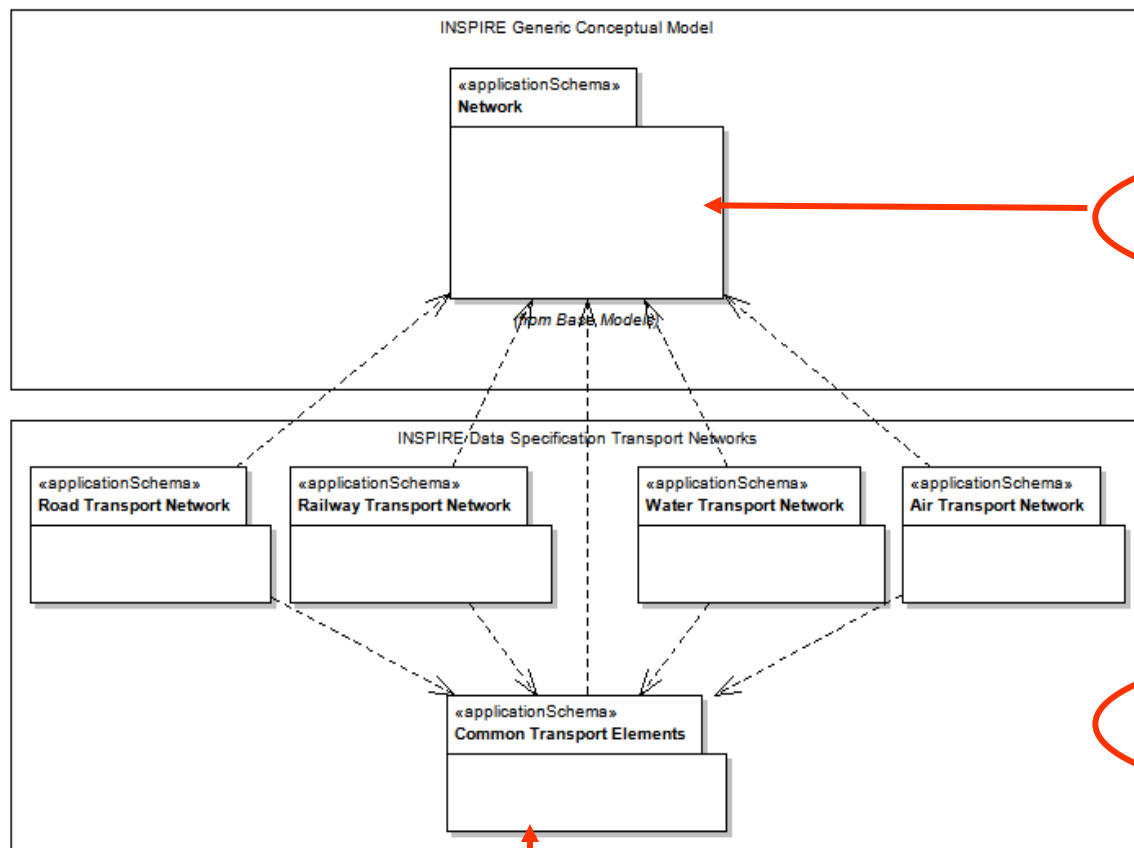 INSPIRE Generic Conceptual Model
«applicationSchema»
Network
(from Base Models)
INSPIRE Data Specification Transport Networks
«applicationSchema»
Road Transport Network
«applicationSchema»
Railway Transport Network
«applicationSchema»
Water Transport Network
«applicationSchema»
Air Transport Network
«applicationSchema»
Common Transport Elements